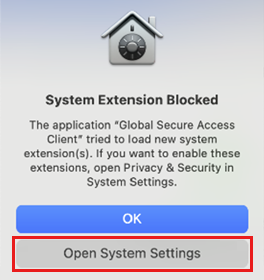 System Extension Blocked
The application “Global Secure Access
Client” tried to load new system
extension(s). If you want to enable these
extensions, open Privacy & Security in
System Settings.
OK
Open System Settings